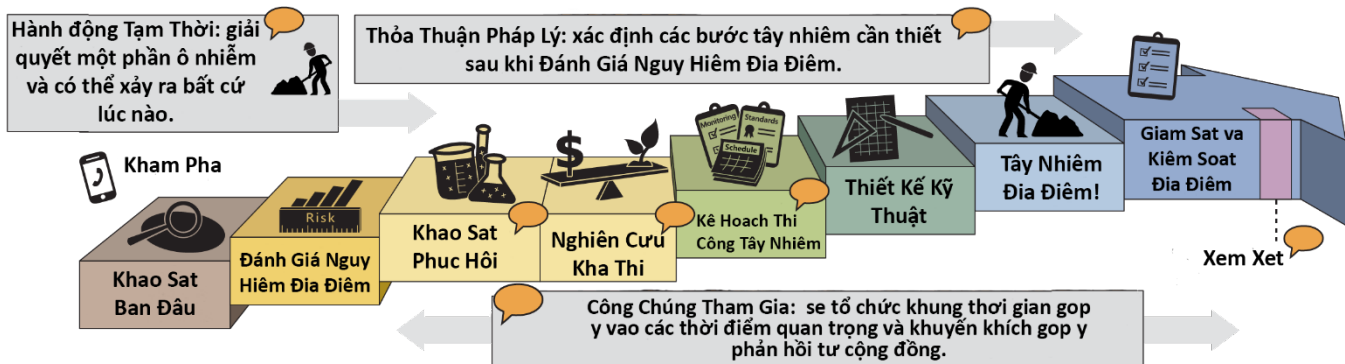 Hành động Tạm Thời: giải
quyết một phần ô nhiễm
và có thể xảy ra bất cứ
lúc nào.
Thỏa Thuận Pháp Lý: xác định các bước tây nhiêm cần thiết
sau khi Đánh Giá Nguy Hiêm Đia Điêm.
Kham Pha
Khao Sat
Ban Đâu
Risk
Đánh Giá Nguy
Hiêm Đia Điêm
Khao Sat
Phuc Hôi
$
Nghiên Cưu
Kha Thi
Monitoring
Standards
Schedule
Kê Hoach Thi
Công Tây Nhiêm
Thiết Kế Kỹ
Thuật
Tây Nhiêm
Đia Điêm!
Giam Sat va
Kiêm Soat
Đia Điêm
Xem Xet
Công Chúng Tham Gia: se tổ chức khung thơi gian gop
y vao các thời điểm quan trọng và khuyến khích gop y
phản hồi tư cộng đồng.